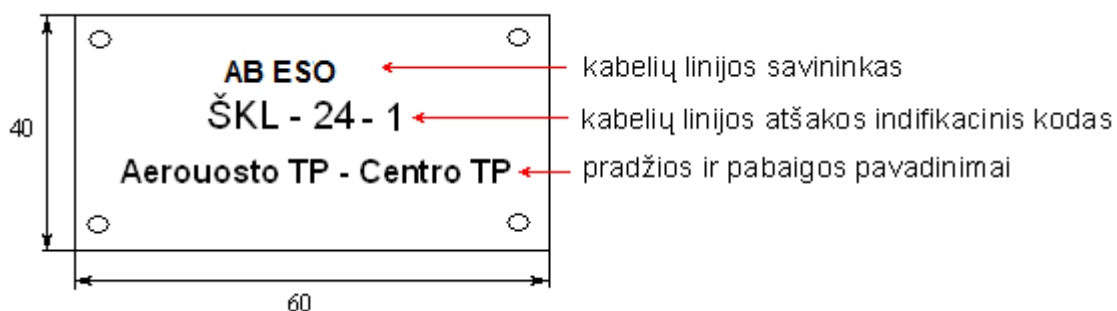 AB ESO
kabelių linijos savininkas
ŠKL - 24 - 1
kabelių linijos atšakos indifikacinis kodas
40
Aerouosto TP - Centro TP
pradžios ir pabaigos pavadinimai
60